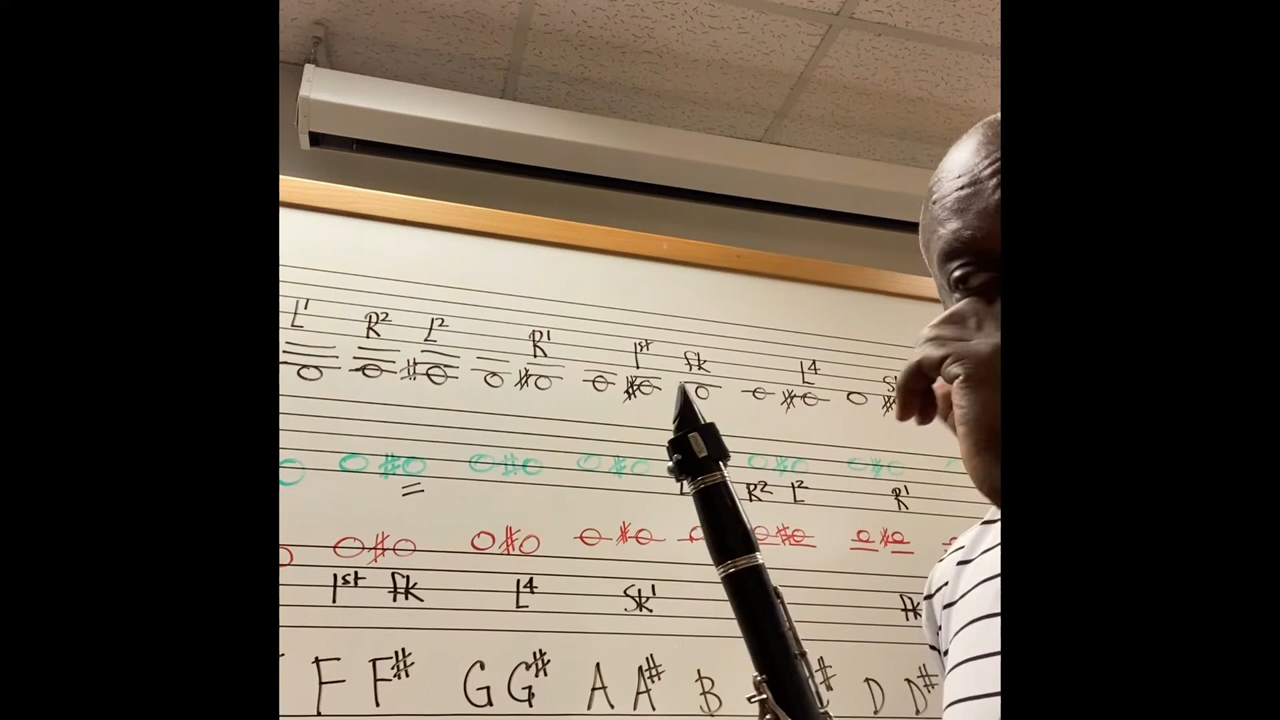 L¹ R² L² R¹ 1st fk L⁴
R² L² R¹
1st fk L⁴ Sk¹ fk
F F# G G# A A# B D D#